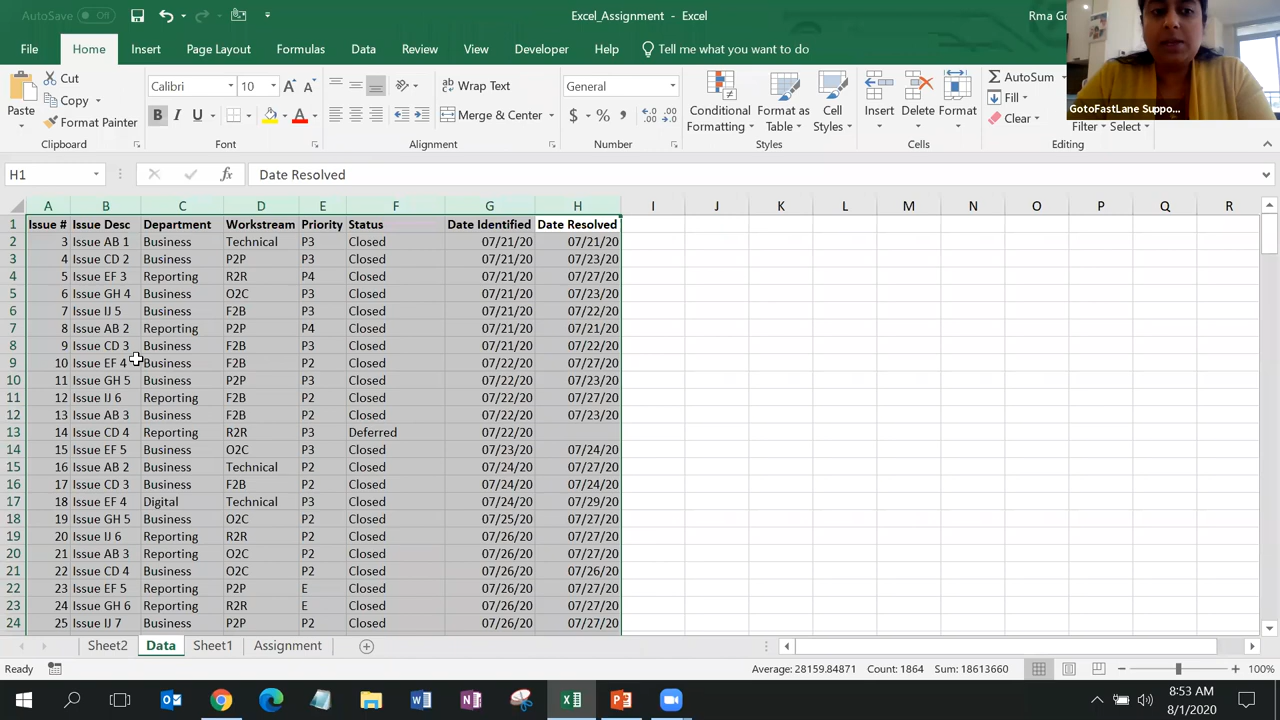 AutoSave Off
Excel_Assignment - Excel
Rma Go
File Home Insert Page Layout Formulas Data Review View Developer Help Tell me what you want to do
GotoFastLane Suppo...
Paste
Cut
Copy
Format Painter
Calibri 10
B I U
Wrap Text
Merge & Center
General
$ % ,
Conditional Formatting
Format as Table
Cell Styles
Insert
Delete
Format
AutoSum
Fill
Clear
Filter Select
Clipboard Font Alignment Number Styles Cells Editing
H1 fx Date Resolved
A B C D E F G H I J K L M N O P Q R
1 Issue # Issue Desc Department Workstream Priority Status Date Identified Date Resolved
2 3 Issue AB 1 Business Technical P3 Closed 07/21/20 07/21/20
3 4 Issue CD 2 Business P2P P3 Closed 07/21/20 07/23/20
4 5 Issue EF 3 Reporting R2R P4 Closed 07/21/20 07/27/20
5 6 Issue GH 4 Business O2C P3 Closed 07/21/20 07/23/20
6 7 Issue IJ 5 Business F2B P3 Closed 07/21/20 07/22/20
7 8 Issue AB 2 Reporting P2P P4 Closed 07/21/20 07/21/20
8 9 Issue CD 3 Business F2B P3 Closed 07/21/20 07/22/20
9 10 Issue EF 4 Business F2B P2 Closed 07/22/20 07/27/20
10 11 Issue GH 5 Business P2P P3 Closed 07/22/20 07/23/20
11 12 Issue IJ 6 Reporting F2B P2 Closed 07/22/20 07/27/20
12 13 Issue AB 3 Business F2B P2 Closed 07/22/20 07/23/20
13 14 Issue CD 4 Reporting R2R P3 Deferred 07/22/20
14 15 Issue EF 5 Business O2C P3 Closed 07/23/20 07/24/20
15 16 Issue AB 2 Business Technical P2 Closed 07/24/20 07/27/20
16 17 Issue CD 3 Business F2B P2 Closed 07/24/20 07/24/20
17 18 Issue EF 4 Digital Technical P3 Closed 07/24/20 07/29/20
18 19 Issue GH 5 Business O2C P2 Closed 07/25/20 07/27/20
19 20 Issue IJ 6 Reporting R2R P2 Closed 07/26/20 07/27/20
20 21 Issue AB 3 Reporting O2C P2 Closed 07/26/20 07/27/20
21 22 Issue CD 4 Business O2C P2 Closed 07/26/20 07/27/20
22 23 Issue EF 5 Reporting P2P E Closed 07/26/20 07/27/20
23 24 Issue GH 6 Reporting R2R E Closed 07/26/20 07/27/20
24 25 Issue IJ 7 Business P2P P2 Closed 07/26/20 07/27/20
Sheet2 Data Sheet1 Assignment
Ready Average: 28159.84871 Count: 1864 Sum: 18613660 100%
8:53 AM
8/1/2020